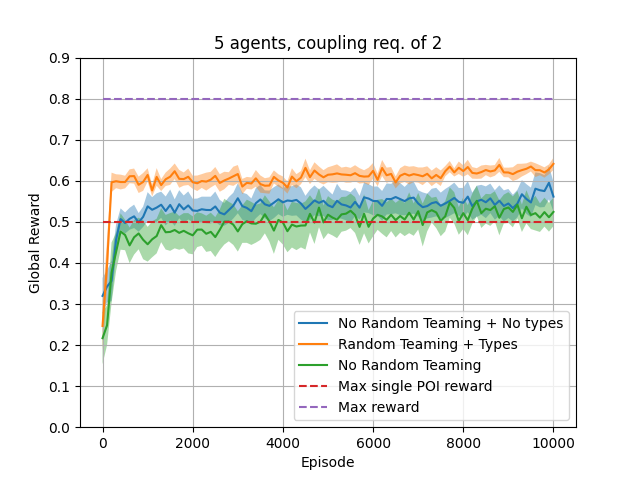 5 agents, coupling req. of 2
Global Reward
0.9
0.8
0.7
0.6
0.5
0.4
0.3
0.2
0.1
0.0
No Random Teaming + No types
Random Teaming + Types
No Random Teaming
Max single POI reward
Max reward
0 2000 4000 6000 8000 10000
Episode